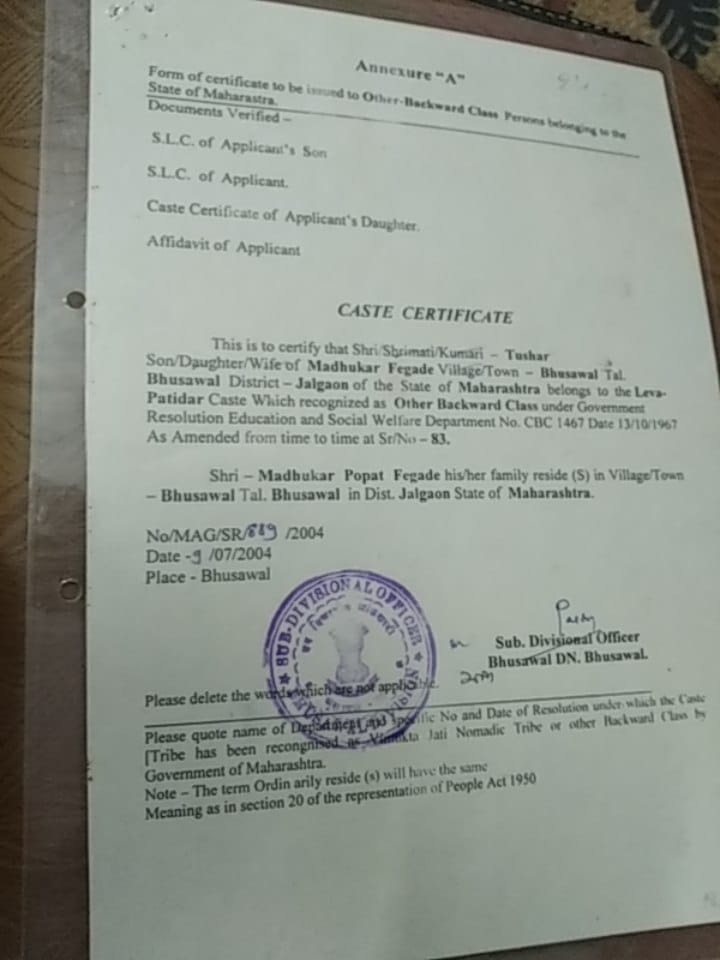 Annexure "A"
Form of certificate to be issued to Other-Backward Class Persons belonging to the
State of Maharastra.
Documents Verified –
S.L.C. of Applicant's Son
S.L.C. of Applicant.
Caste Certificate of Applicant's Daughter.
Affidavit of Applicant
CASTE CERTIFICATE
This is to certify that Shri/Shrimati/Kumari – Tushar
Son/Daughter/Wife of Madhukar Fegade Village/Town – Bhusawal Tal.
Bhusawal District – Jalgaon of the State of Maharashtra belongs to the Leva-
Patidar Caste Which recognized as Other Backward Class under Government
Resolution Education and Social Welfare Department No. CBC 1467 Date 13/10/1967
As Amended from time to time at Sr/No – 83.
Shri – Madhukar Popat Fegade his/her family reside (S) in Village/Town
– Bhusawal Tal. Bhusawal in Dist. Jalgaon State of Maharashtra.
No/MAG/SR/889 /2004
Date -9 /07/2004
Place - Bhusawal
SUB-DIVISIONAL OFFICER
Sub. Divisional Officer
Bhusawal DN. Bhusawal.
Please delete the words which are not applicable.
Please quote name of Department and specific No and Date of Resolution under which the Caste
[Tribe has been recongnised as Vimukta Jati Nomadic Tribe or other Backward Class by
Government of Maharashtra.
Note – The term Ordin arily reside (s) will have the same
Meaning as in section 20 of the representation of People Act 1950